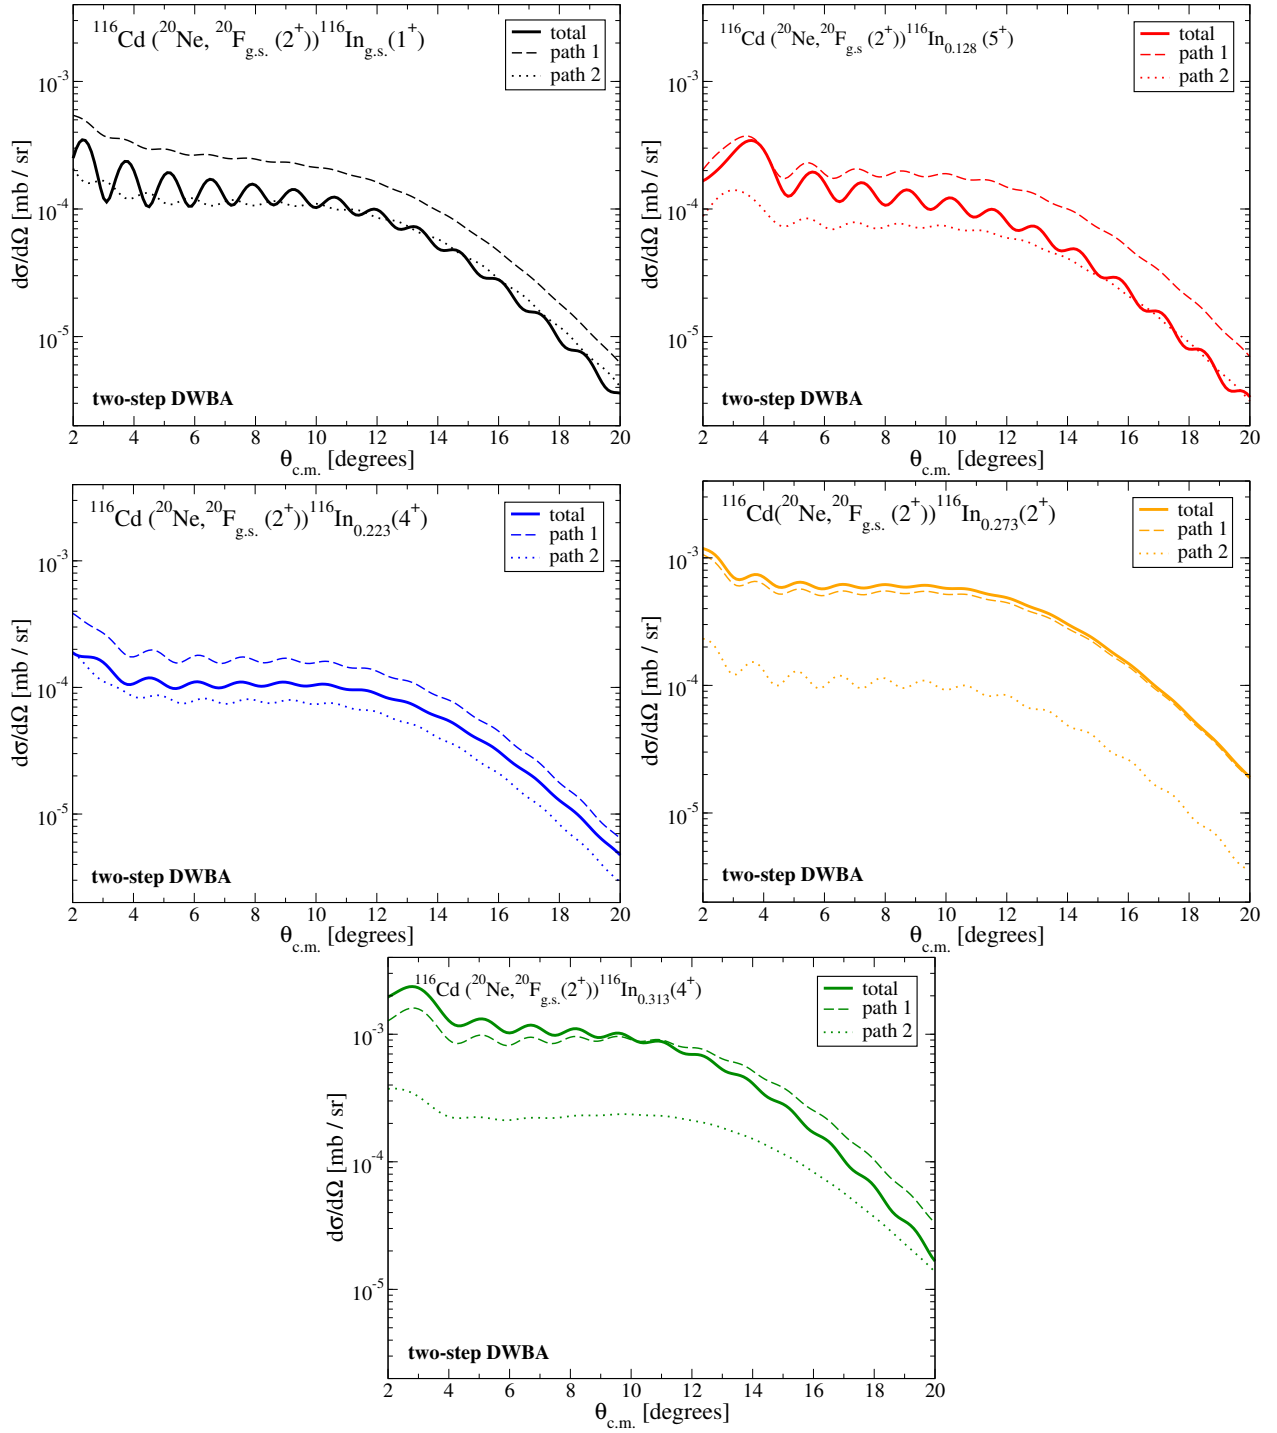 ¹¹⁶Cd (²⁰Ne, ²⁰F_g.s. (2⁺))¹¹⁶In_g.s.(1⁺)
total
path 1
path 2
10⁻³
10⁻⁴
10⁻⁵
dσ/dΩ [mb / sr]
two-step DWBA
2 4 6 8 10 12 14 16 18 20
θ_c.m. [degrees]
¹¹⁶Cd (²⁰Ne,²⁰F_g.s (2⁺))¹¹⁶In_0.128 (5⁺)
total
path 1
path 2
10⁻³
10⁻⁴
10⁻⁵
dσ/dΩ [mb / sr]
two-step DWBA
2 4 6 8 10 12 14 16 18 20
θ_c.m. [degrees]
¹¹⁶Cd (²⁰Ne,²⁰F_g.s. (2⁺))¹¹⁶In_0.223(4⁺)
total
path 1
path 2
10⁻³
10⁻⁴
10⁻⁵
dσ/dΩ [mb / sr]
two-step DWBA
2 4 6 8 10 12 14 16 18 20
θ_c.m. [degrees]
¹¹⁶Cd(²⁰Ne,²⁰F_g.s. (2⁺))¹¹⁶In_0.273(2⁺)
total
path 1
path 2
10⁻³
10⁻⁴
10⁻⁵
dσ/dΩ [mb / sr]
two-step DWBA
2 4 6 8 10 12 14 16 18 20
θ_c.m. [degrees]
¹¹⁶Cd (²⁰Ne,²⁰F_g.s.(2⁺))¹¹⁶In_0.313(4⁺)
total
path 1
path 2
10⁻³
10⁻⁴
10⁻⁵
dσ/dΩ [mb / sr]
two-step DWBA
2 4 6 8 10 12 14 16 18 20
θ_c.m. [degrees]